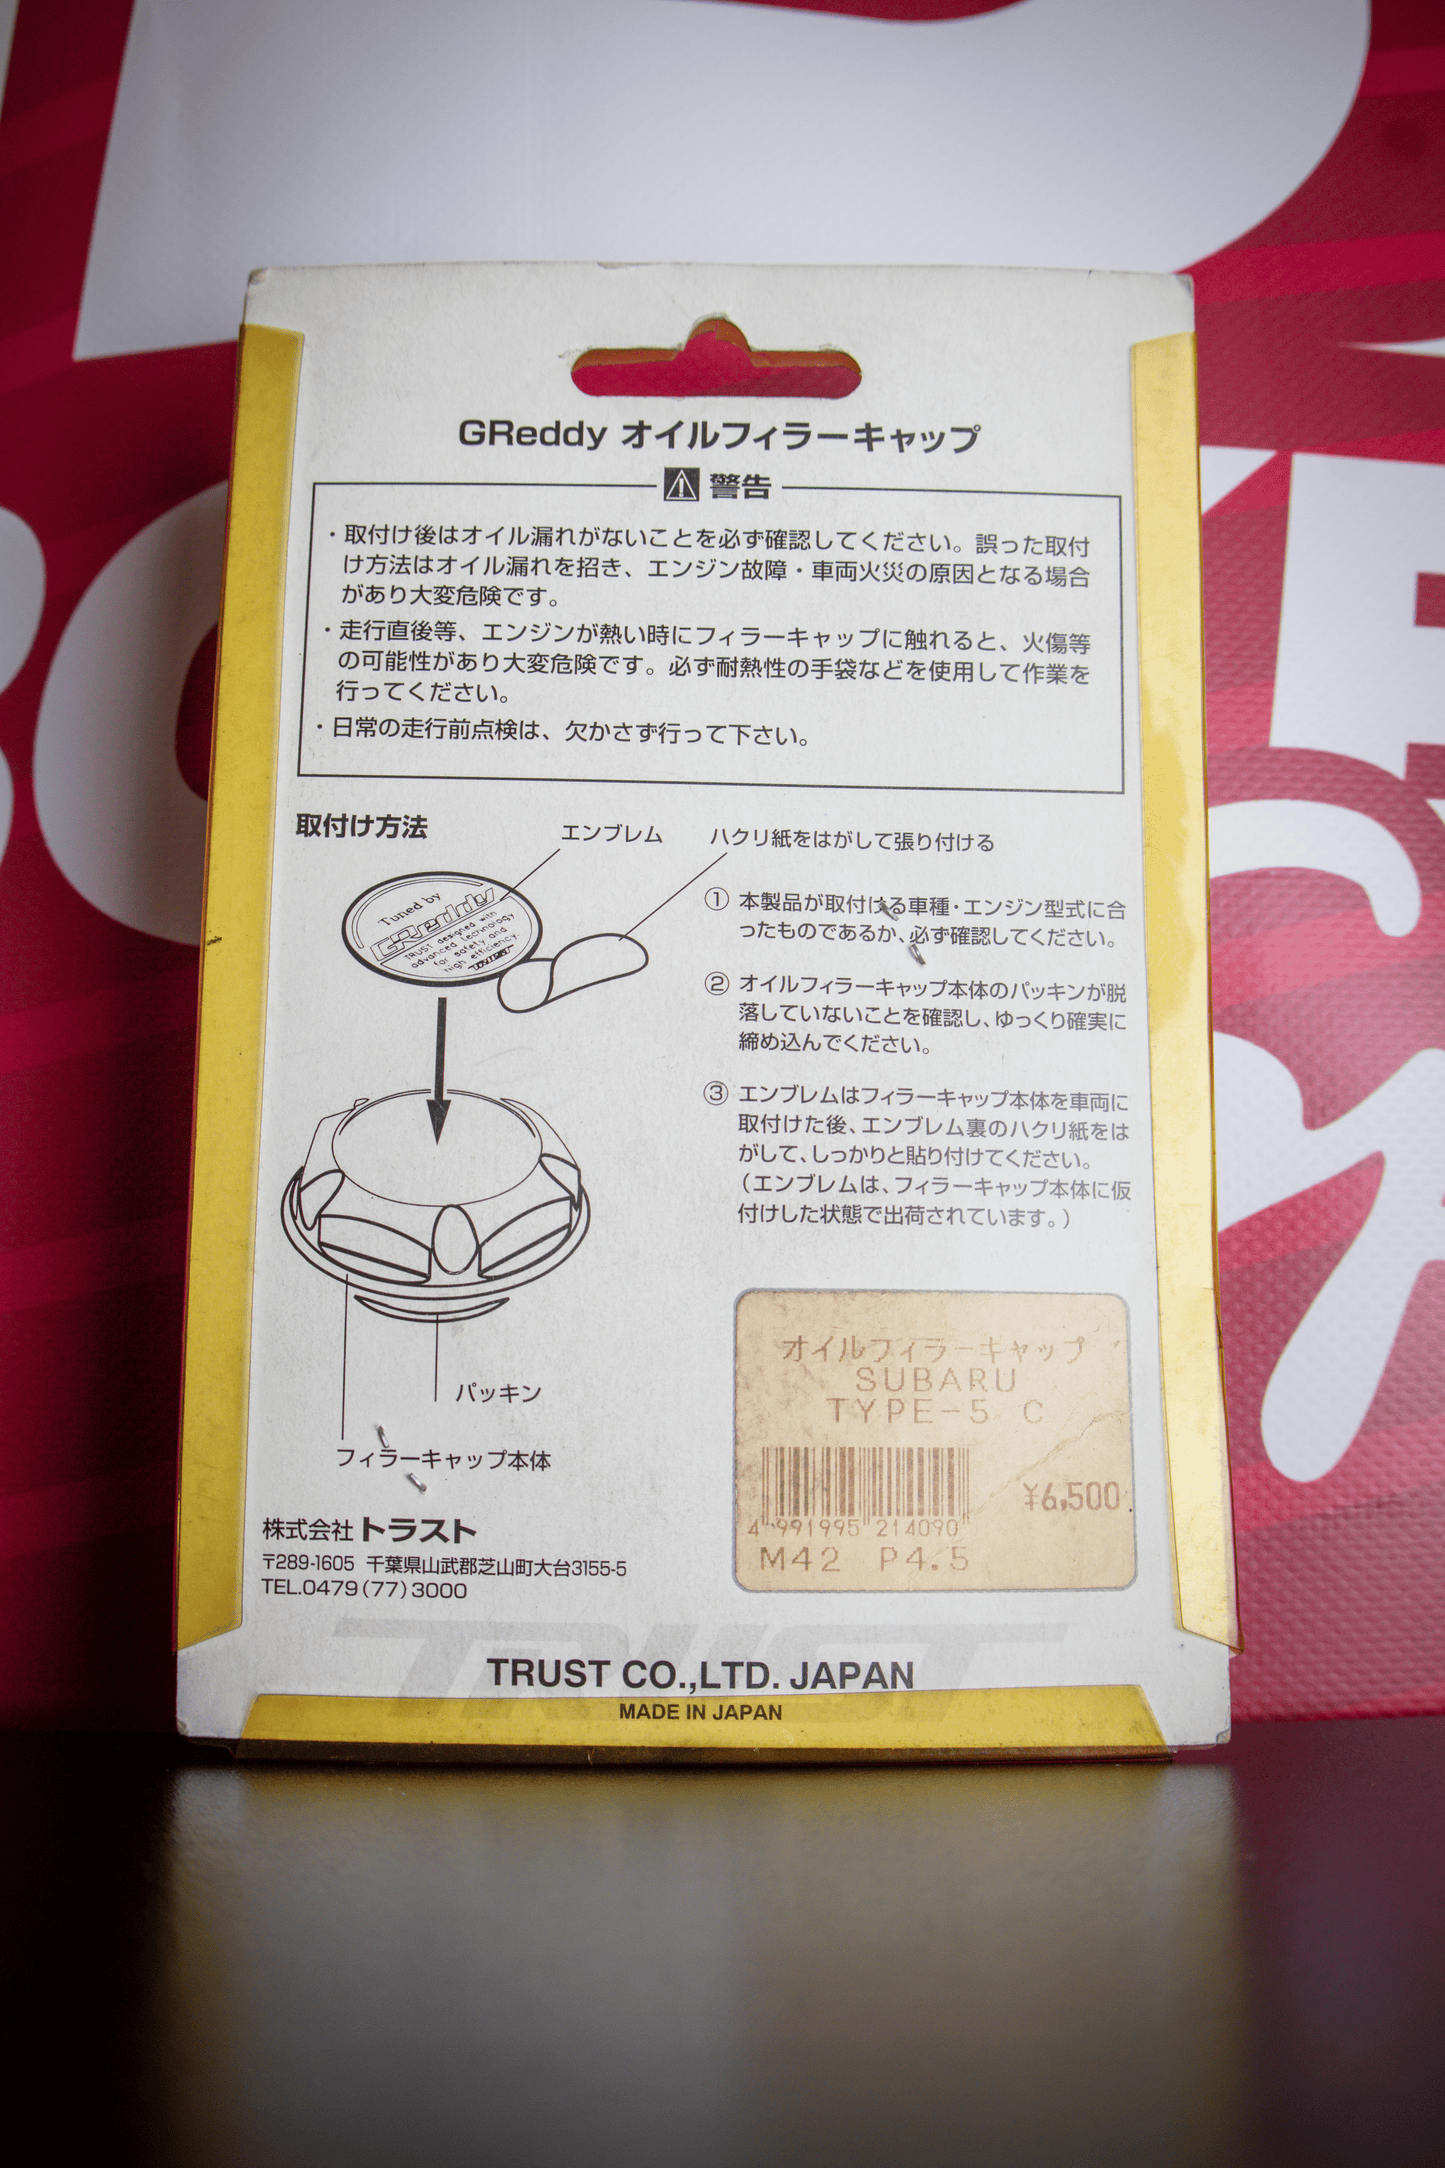 GReddy オイルフィラーキャップ
警告
・取付け後はオイル漏れがないことを必ず確認してください。誤った取付
け方法はオイル漏れを招き、エンジン故障・車両火災の原因となる場合
があり大変危険です。
・走行直後等、エンジンが熱い時にフィラーキャップに触れると、火傷等
の可能性があり大変危険です。必ず耐熱性の手袋などを使用して作業を
行ってください。
・日常の走行前点検は、欠かさず行って下さい。
取付け方法
エンブレム
ハクリ紙をはがして張り付ける
Tuned by
GReddy
TRUST designed with
advanced technology
for safety and
high efficiency.
TRUST
① 本製品が取付ける車種・エンジン型式に合
ったものであるか、必ず確認してください。
② オイルフィラーキャップ本体のパッキンが脱
落していないことを確認し、ゆっくり確実に
締め込んでください。
③ エンブレムはフィラーキャップ本体を車両に
取付けた後、エンブレム裏のハクリ紙をは
がして、しっかりと貼り付けてください。
（エンブレムは、フィラーキャップ本体に仮
付けした状態で出荷されています。）
パッキン
フィラーキャップ本体
オイルフィラーキャップ
SUBARU
TYPE-5 C
¥6,500
4 991995 214090
M42 P4.5
株式会社トラスト
〒289-1605 千葉県山武郡芝山町大台3155-5
TEL.0479(77)3000
TRUST
TRUST CO.,LTD. JAPAN
MADE IN JAPAN